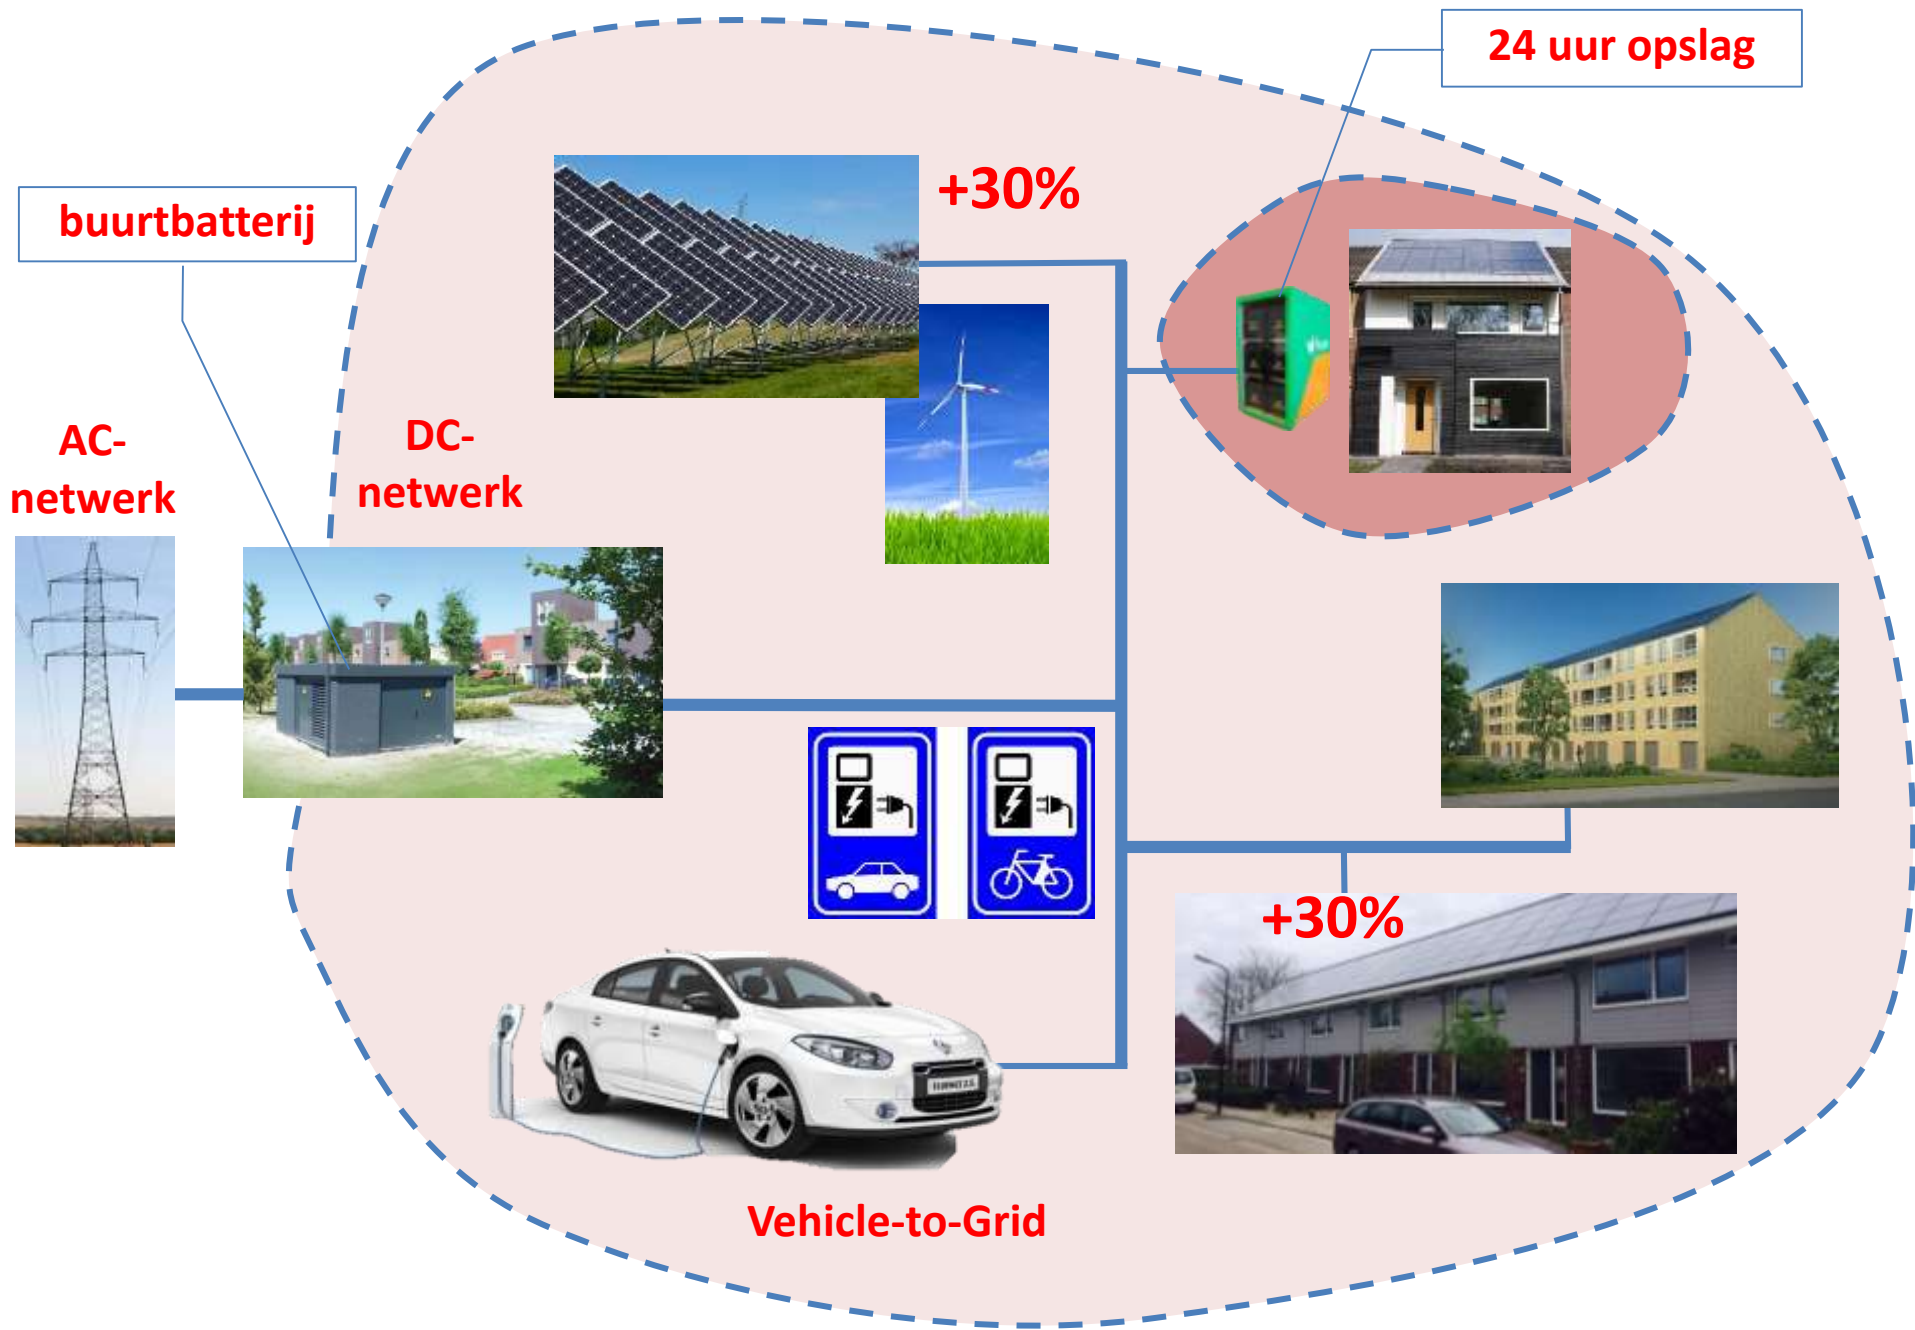 24 uur opslag
+30%
buurtbatterij
AC-
netwerk
DC-
netwerk
+30%
Vehicle-to-Grid